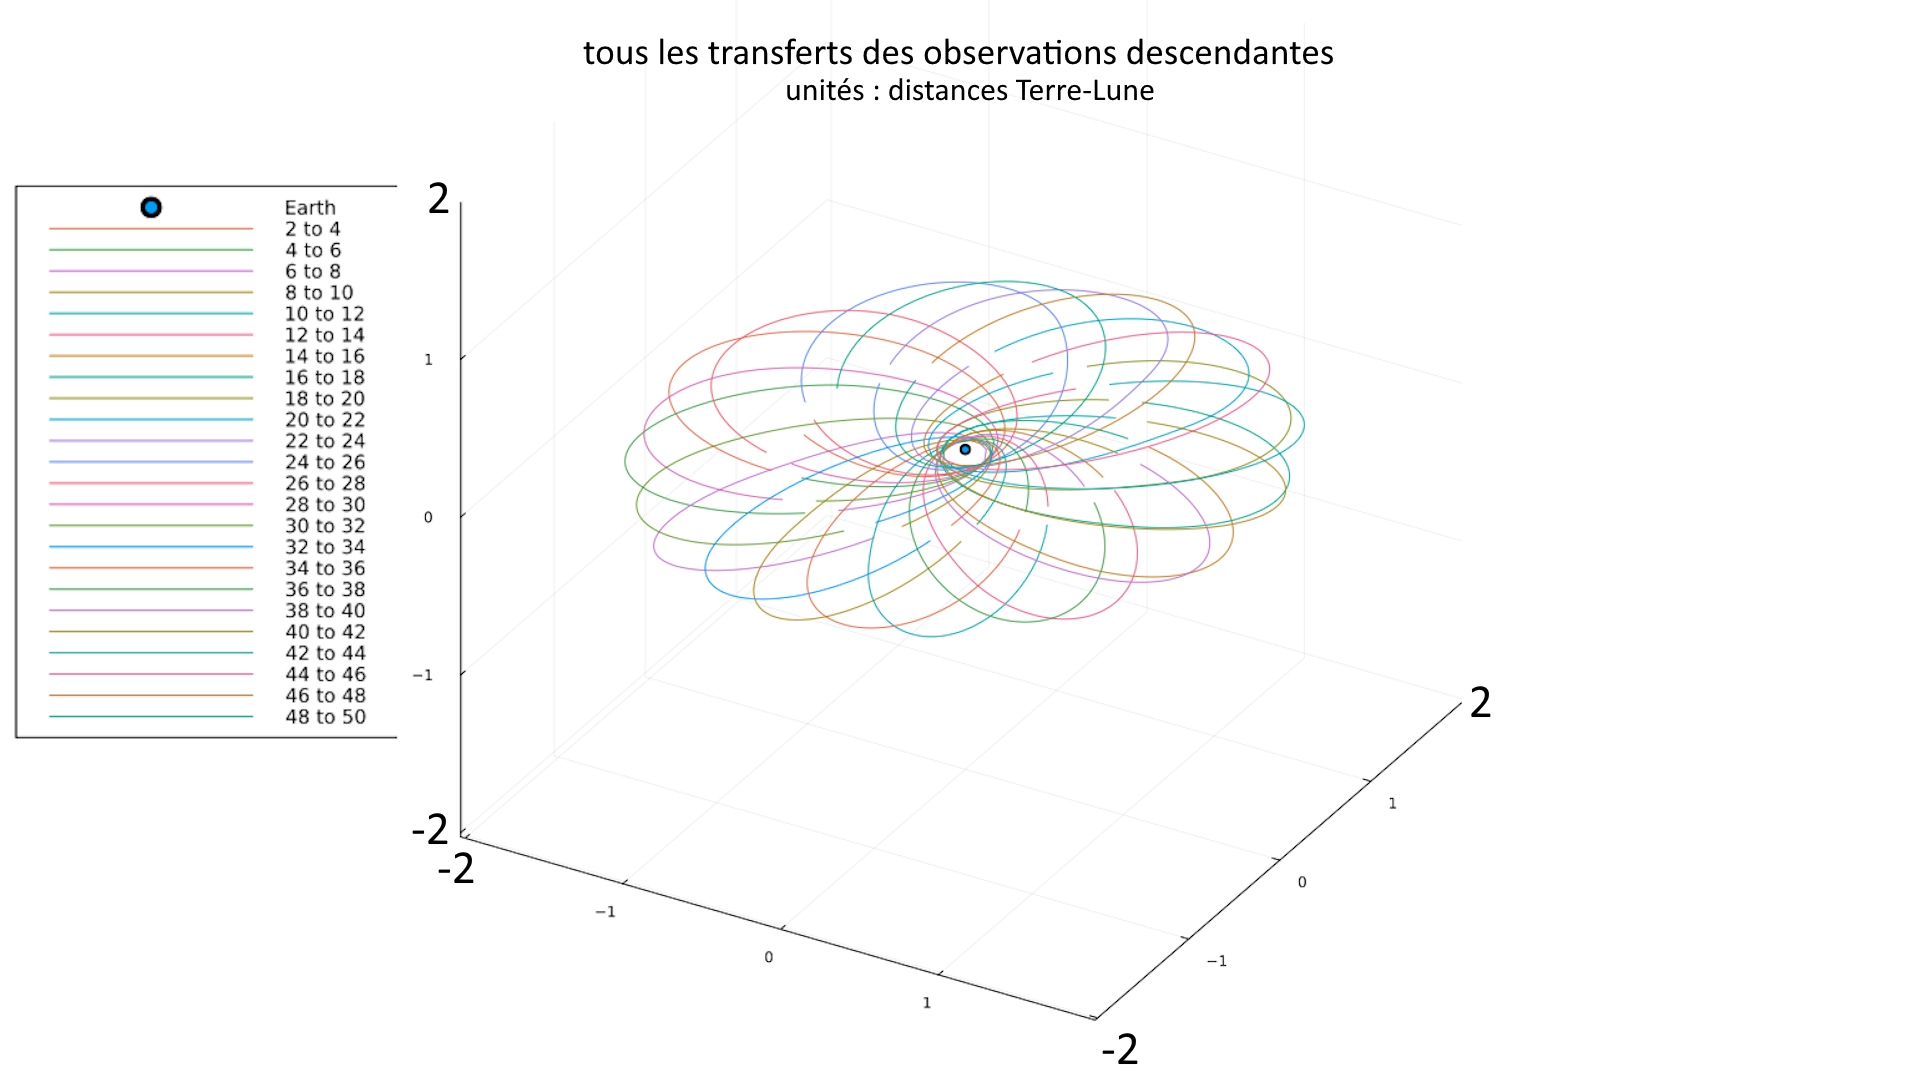 tous les transferts des observations descendantes
unités : distances Terre-Lune
Earth
2 to 4
4 to 6
6 to 8
8 to 10
10 to 12
12 to 14
14 to 16
16 to 18
18 to 20
20 to 22
22 to 24
24 to 26
26 to 28
28 to 30
30 to 32
32 to 34
34 to 36
36 to 38
38 to 40
40 to 42
42 to 44
44 to 46
46 to 48
48 to 50
2
1
0
−1
-2
-2
−1
0
1
-2
−1
0
1
2